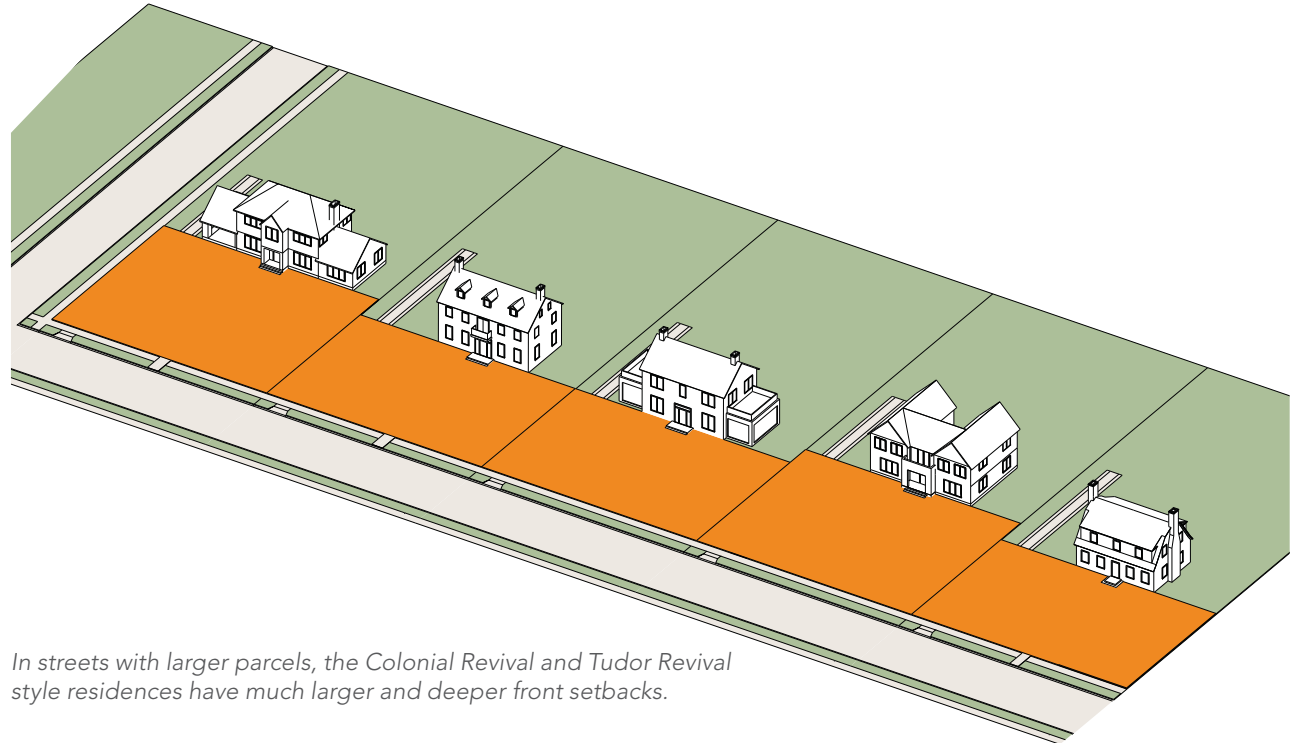 In streets with larger parcels, the Colonial Revival and Tudor Revival
style residences have much larger and deeper front setbacks.